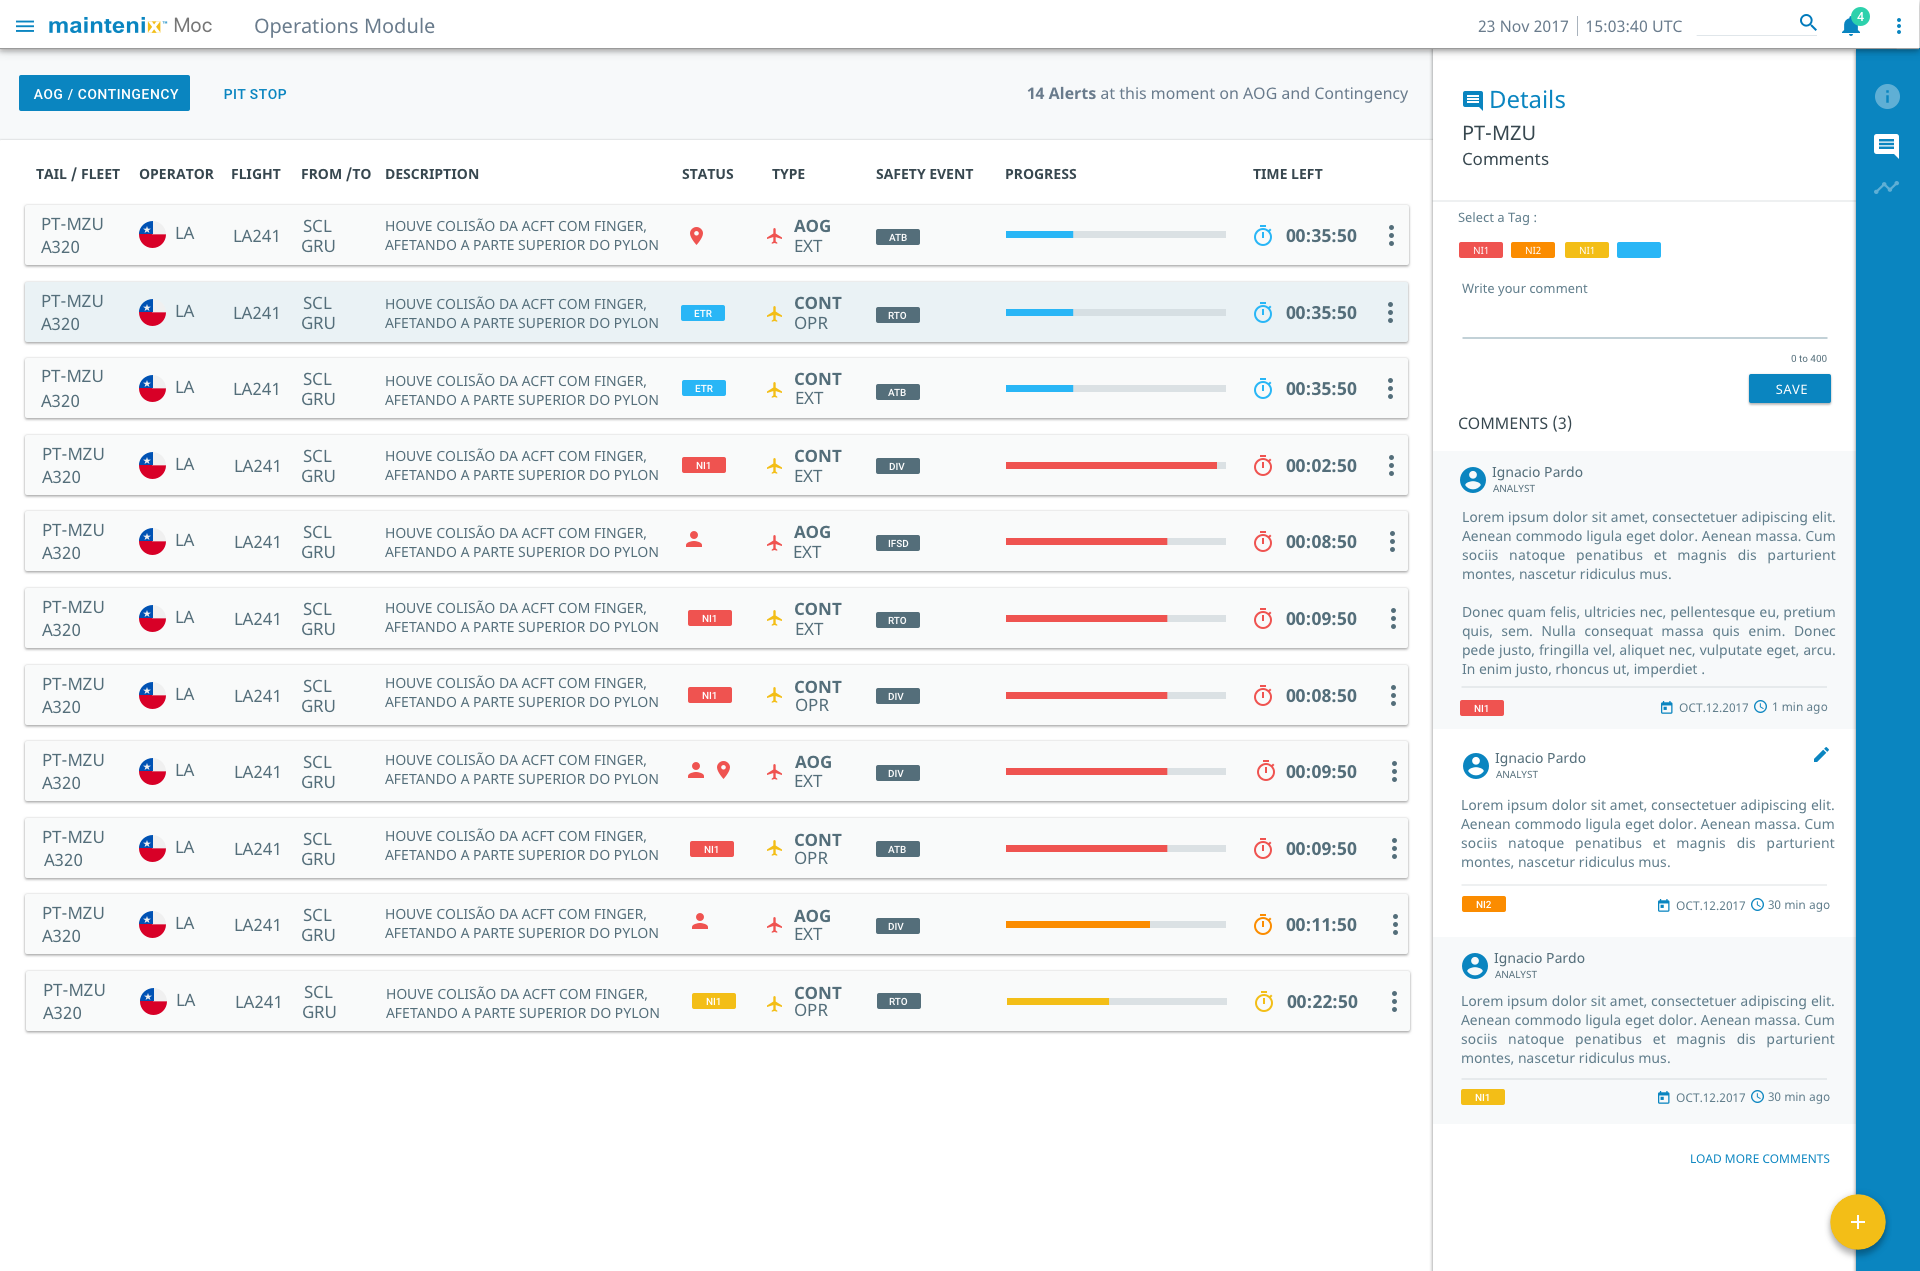 maintenix™ Moc
Operations Module
23 Nov 2017 | 15:03:40 UTC
4
AOG / CONTINGENCY
PIT STOP
14 Alerts at this moment on AOG and Contingency
TAIL / FLEET OPERATOR FLIGHT FROM /TO DESCRIPTION STATUS TYPE SAFETY EVENT PROGRESS TIME LEFT
PT-MZU LA LA241 SCL HOUVE COLISÃO DA ACFT COM FINGER, AOG ATB 00:35:50
A320 GRU AFETANDO A PARTE SUPERIOR DO PYLON EXT
PT-MZU LA LA241 SCL HOUVE COLISÃO DA ACFT COM FINGER, ETR CONT RTO 00:35:50
A320 GRU AFETANDO A PARTE SUPERIOR DO PYLON OPR
PT-MZU LA LA241 SCL HOUVE COLISÃO DA ACFT COM FINGER, ETR CONT ATB 00:35:50
A320 GRU AFETANDO A PARTE SUPERIOR DO PYLON EXT
PT-MZU LA LA241 SCL HOUVE COLISÃO DA ACFT COM FINGER, NI1 CONT DIV 00:02:50
A320 GRU AFETANDO A PARTE SUPERIOR DO PYLON EXT
PT-MZU LA LA241 SCL HOUVE COLISÃO DA ACFT COM FINGER, AOG IFSD 00:08:50
A320 GRU AFETANDO A PARTE SUPERIOR DO PYLON EXT
PT-MZU LA LA241 SCL HOUVE COLISÃO DA ACFT COM FINGER, NI1 CONT RTO 00:09:50
A320 GRU AFETANDO A PARTE SUPERIOR DO PYLON EXT
PT-MZU LA LA241 SCL HOUVE COLISÃO DA ACFT COM FINGER, NI1 CONT DIV 00:08:50
A320 GRU AFETANDO A PARTE SUPERIOR DO PYLON OPR
PT-MZU LA LA241 SCL HOUVE COLISÃO DA ACFT COM FINGER, AOG DIV 00:09:50
A320 GRU AFETANDO A PARTE SUPERIOR DO PYLON EXT
PT-MZU LA LA241 SCL HOUVE COLISÃO DA ACFT COM FINGER, NI1 CONT ATB 00:09:50
A320 GRU AFETANDO A PARTE SUPERIOR DO PYLON OPR
PT-MZU LA LA241 SCL HOUVE COLISÃO DA ACFT COM FINGER, AOG DIV 00:11:50
A320 GRU AFETANDO A PARTE SUPERIOR DO PYLON EXT
PT-MZU LA LA241 SCL HOUVE COLISÃO DA ACFT COM FINGER, NI1 CONT RTO 00:22:50
A320 GRU AFETANDO A PARTE SUPERIOR DO PYLON OPR
Details
PT-MZU
Comments
Select a Tag :
NI1 NI2 NI1
Write your comment
0 to 400
SAVE
COMMENTS (3)
Ignacio Pardo
ANALYST
Lorem ipsum dolor sit amet, consectetuer adipiscing elit.
Aenean commodo ligula eget dolor. Aenean massa. Cum
sociis natoque penatibus et magnis dis parturient
montes, nascetur ridiculus mus.
Donec quam felis, ultricies nec, pellentesque eu, pretium
quis, sem. Nulla consequat massa quis enim. Donec
pede justo, fringilla vel, aliquet nec, vulputate eget, arcu.
In enim justo, rhoncus ut, imperdiet .
NI1 OCT.12.2017 1 min ago
Ignacio Pardo
ANALYST
Lorem ipsum dolor sit amet, consectetuer adipiscing elit.
Aenean commodo ligula eget dolor. Aenean massa. Cum
sociis natoque penatibus et magnis dis parturient
montes, nascetur ridiculus mus.
NI2 OCT.12.2017 30 min ago
Ignacio Pardo
ANALYST
Lorem ipsum dolor sit amet, consectetuer adipiscing elit.
Aenean commodo ligula eget dolor. Aenean massa. Cum
sociis natoque penatibus et magnis dis parturient
montes, nascetur ridiculus mus.
NI1 OCT.12.2017 30 min ago
LOAD MORE COMMENTS